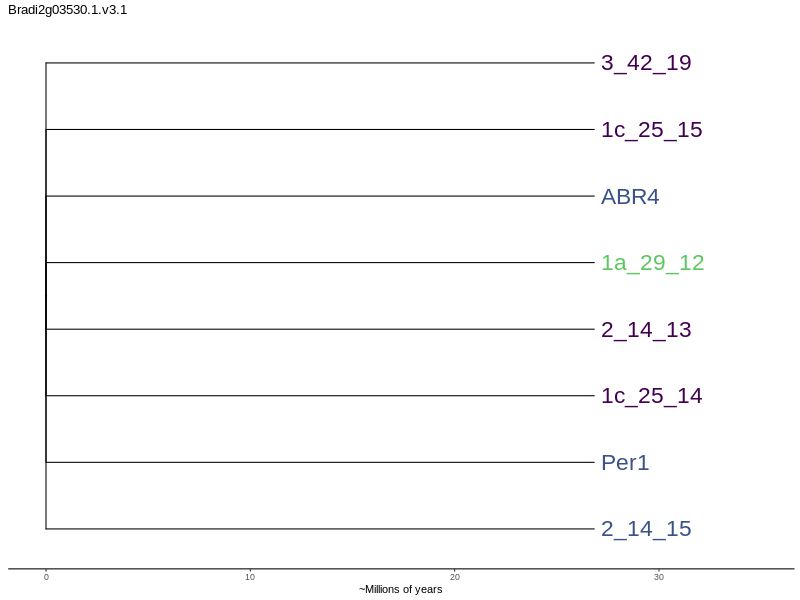 Bradi2g03530.1.v3.1
3_42_19
1c_25_15
ABR4
1a_29_12
2_14_13
1c_25_14
Per1
2_14_15
0 10 20 30
~Millions of years